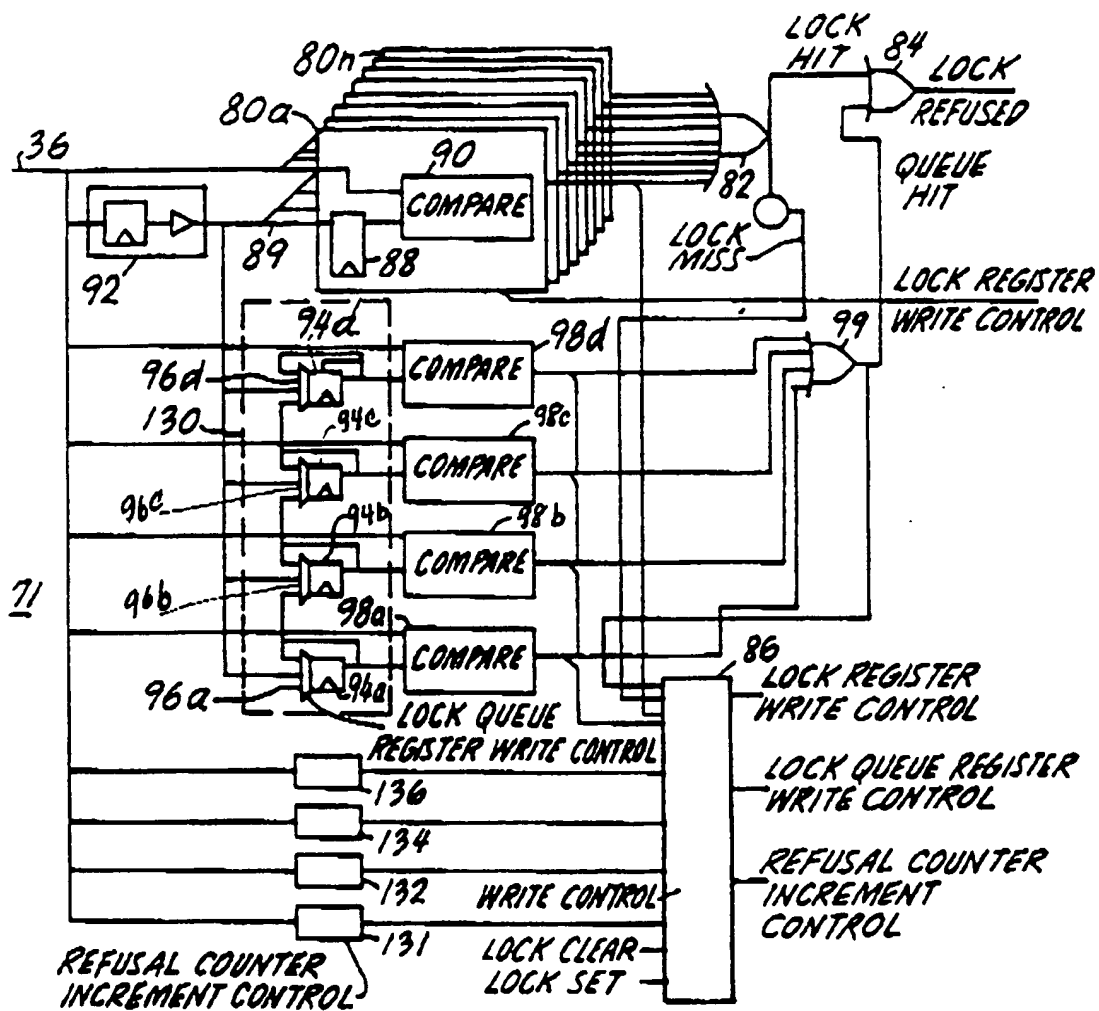 LOCK
HIT
84
LOCK
REFUSED
80n
80a
36
90
COMPARE
82
QUEUE
HIT
LOCK
MISS
89
88
92
LOCK REGISTER
WRITE CONTROL
94d
98d
99
COMPARE
96d
130
94c
98c
COMPARE
96c
94b
98b
COMPARE
96b
71
98a
86
COMPARE
LOCK REGISTER
WRITE CONTROL
96a
94a
LOCK QUEUE
REGISTER WRITE CONTROL
136
LOCK QUEUE REGISTER
WRITE CONTROL
134
132
WRITE CONTROL
REFUSAL COUNTER
INCREMENT
CONTROL
131
LOCK CLEAR
LOCK SET
REFUSAL COUNTER
INCREMENT CONTROL